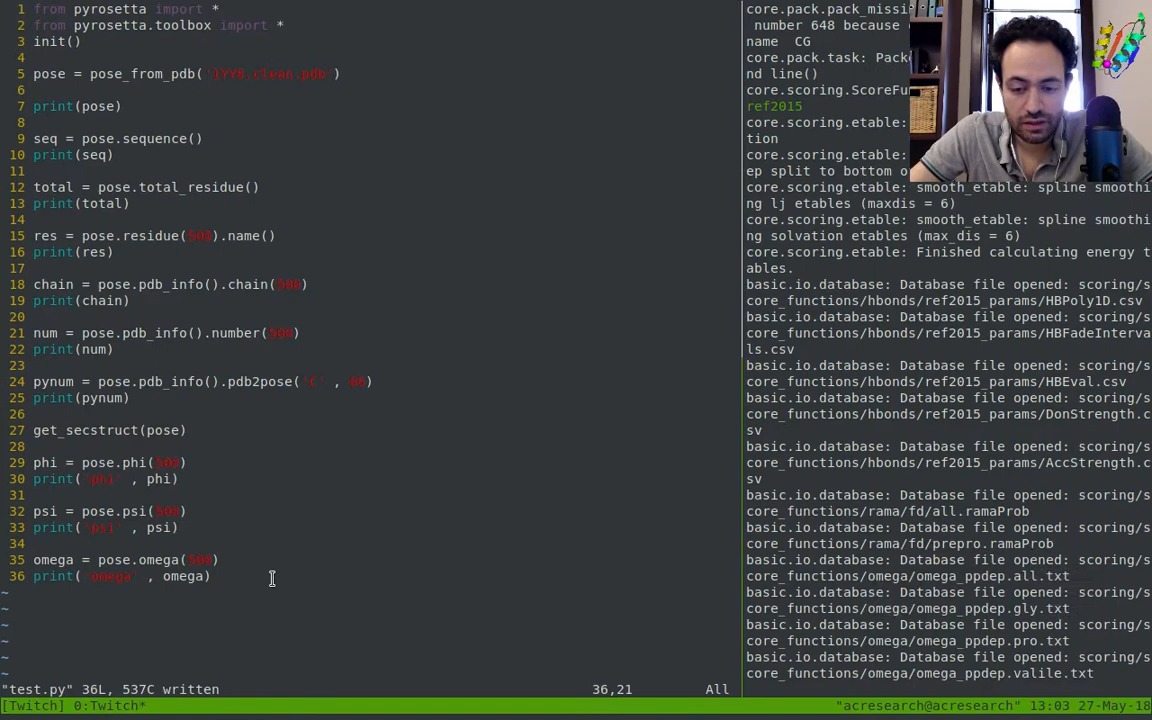 1 from pyrosetta import *
2 from pyrosetta.toolbox import *
3 init()
4
5 pose = pose_from_pdb('1YY8.clean.pdb')
6
7 print(pose)
8
9 seq = pose.sequence()
10 print(seq)
11
12 total = pose.total_residue()
13 print(total)
14
15 res = pose.residue(500).name()
16 print(res)
17
18 chain = pose.pdb_info().chain(500)
19 print(chain)
20
21 num = pose.pdb_info().number(500)
22 print(num)
23
24 pynum = pose.pdb_info().pdb2pose('C' , 66)
25 print(pynum)
26
27 get_secstruct(pose)
28
29 phi = pose.phi(500)
30 print('phi' , phi)
31
32 psi = pose.psi(500)
33 print('psi' , psi)
34
35 omega = pose.omega(500)
36 print('omega' , omega)
~
~
~
~
~
~
"test.py" 36L, 537C written 36,21 All
core.pack.pack_missi
number 648 because
name CG
core.pack.task: Pack
nd line()
core.scoring.ScoreFu
ref2015
core.scoring.etable:
tion
core.scoring.etable:
ep split to bottom o
core.scoring.etable: smooth_etable: spline smoothi
ng lj etables (maxdis = 6)
core.scoring.etable: smooth_etable: spline smoothi
ng solvation etables (max_dis = 6)
core.scoring.etable: Finished calculating energy t
ables.
basic.io.database: Database file opened: scoring/s
core_functions/hbonds/ref2015_params/HBPoly1D.csv
basic.io.database: Database file opened: scoring/s
core_functions/hbonds/ref2015_params/HBFadeInterva
ls.csv
basic.io.database: Database file opened: scoring/s
core_functions/hbonds/ref2015_params/HBEval.csv
basic.io.database: Database file opened: scoring/s
core_functions/hbonds/ref2015_params/DonStrength.c
sv
basic.io.database: Database file opened: scoring/s
core_functions/hbonds/ref2015_params/AccStrength.c
sv
basic.io.database: Database file opened: scoring/s
core_functions/rama/fd/all.ramaProb
basic.io.database: Database file opened: scoring/s
core_functions/rama/fd/prepro.ramaProb
basic.io.database: Database file opened: scoring/s
core_functions/omega/omega_ppdep.all.txt
basic.io.database: Database file opened: scoring/s
core_functions/omega/omega_ppdep.gly.txt
basic.io.database: Database file opened: scoring/s
core_functions/omega/omega_ppdep.pro.txt
basic.io.database: Database file opened: scoring/s
core_functions/omega/omega_ppdep.valile.txt
[Twitch] 0:Twitch* "acresearch@acresearch" 13:03 27-May-18